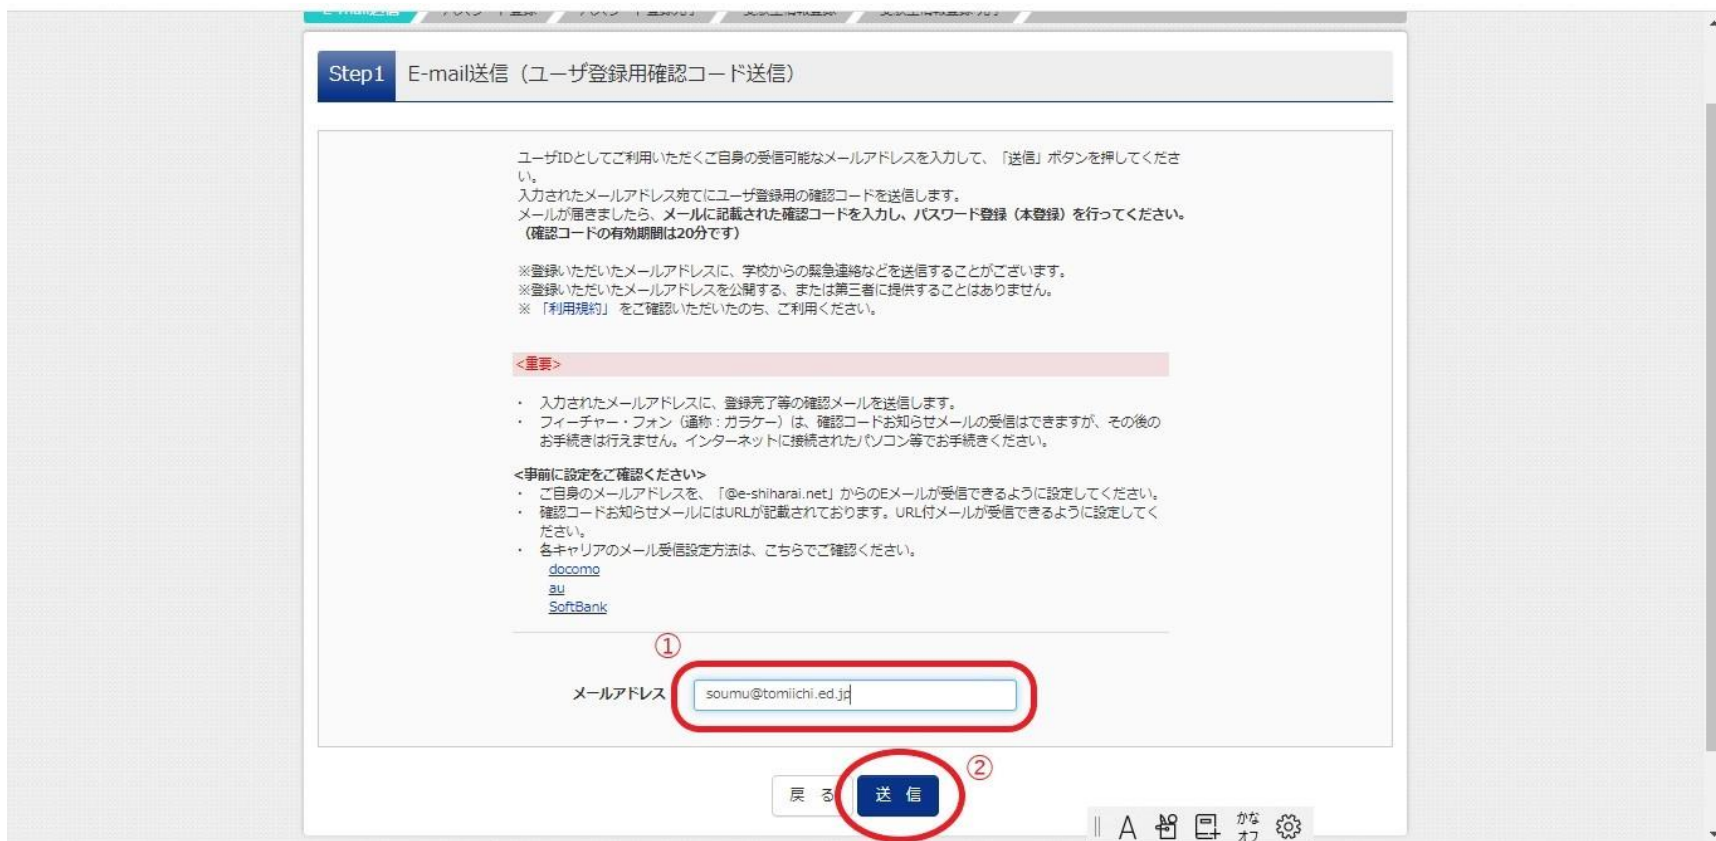 Step1 E-mail送信（ユーザ登録用確認コード送信）
ユーザIDとしてご利用いただくご自身の受信可能なメールアドレスを入力して、「送信」ボタンを押してくださ
い。
入力されたメールアドレス宛てにユーザ登録用の確認コードを送信します。
メールが届きましたら、メールに記載された確認コードを入力し、パスワード登録（本登録）を行ってください。
（確認コードの有効期間は20分です）
※登録いただいたメールアドレスに、学校からの緊急連絡などを送信することがございます。
※登録いただいたメールアドレスを公開する、または第三者に提供することはありません。
※「利用規約」をご確認いただいたのち、ご利用ください。
<重要>
・ 入力されたメールアドレスに、登録完了等の確認メールを送信します。
・ フィーチャー・フォン（通称：ガラケー）は、確認コードお知らせメールの受信はできますが、その後の
お手続きは行えません。インターネットに接続されたパソコン等でお手続きください。
<事前に設定をご確認ください>
・ ご自身のメールアドレスを、「@e-shiharai.net」からのEメールが受信できるように設定してください。
・ 確認コードお知らせメールにはURLが記載されております。URL付メールが受信できるように設定してく
ださい。
・ 各キャリアのメール受信設定方法は、こちらでご確認ください。
docomo
au
SoftBank
①
メールアドレス soumu@tomiichi.ed.jp
②
戻る 送信
A かな
オフ